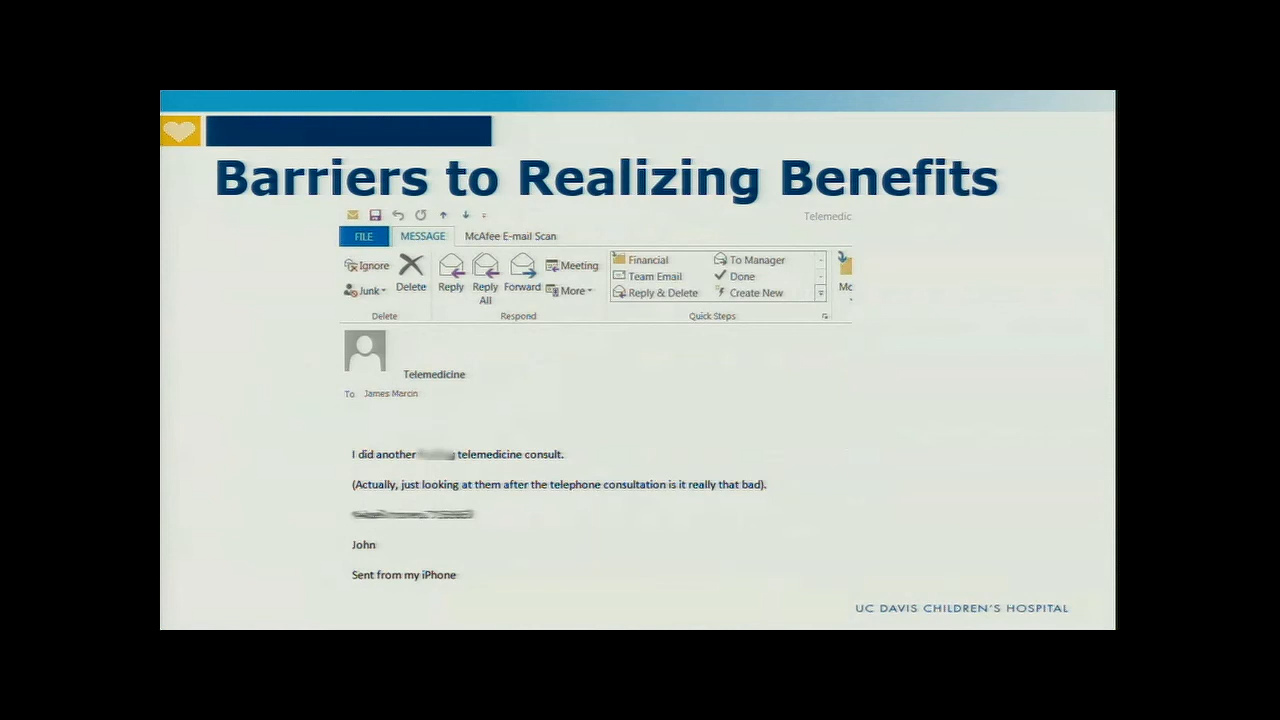 Barriers to Realizing Benefits
Telemedic
FILE MESSAGE McAfee E-mail Scan
Ignore
Junk
Delete
Reply
Reply All
Forward
Meeting
More
Financial
Team Email
Reply & Delete
To Manager
Done
Create New
Mo
Delete
Respond
Quick Steps
Telemedicine
To James Marcin
I did another telemedicine consult.
(Actually, just looking at them after the telephone consultation is it really that bad).
John
Sent from my iPhone
UC DAVIS CHILDREN'S HOSPITAL